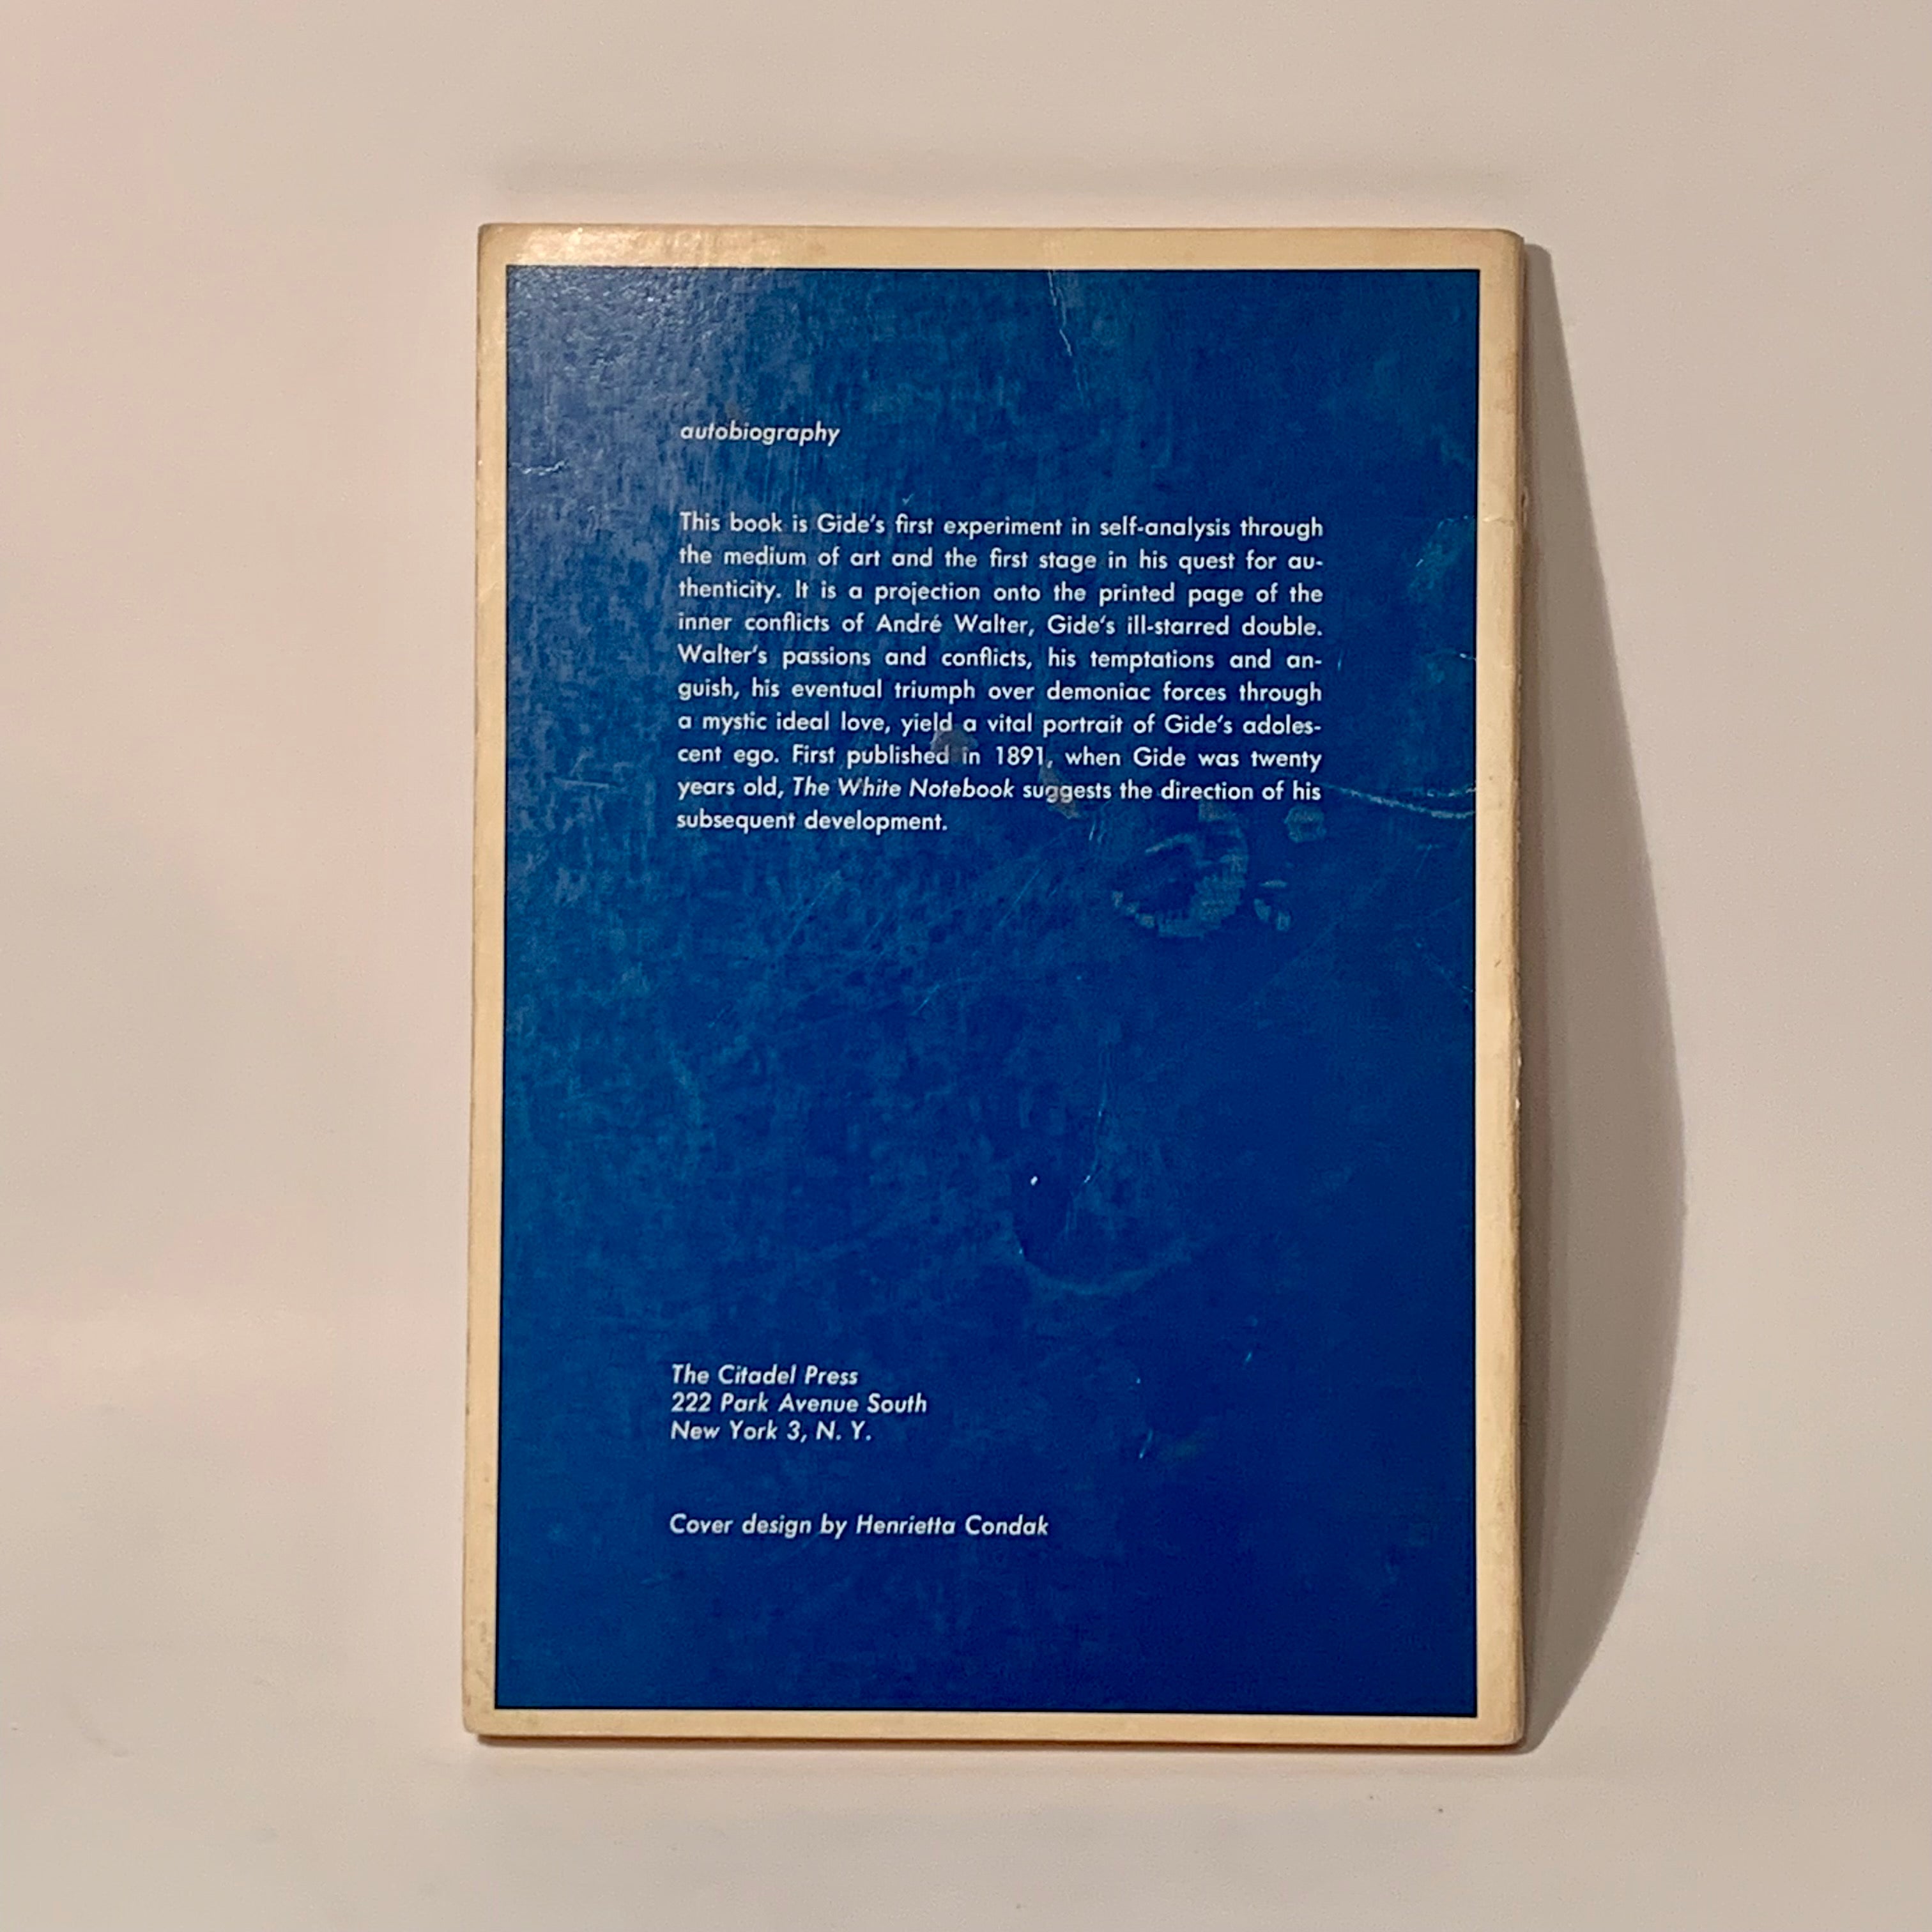 autobiography
This book is Gide's first experiment in self-analysis through
the medium of art and the first stage in his quest for au-
thenticity. It is a projection onto the printed page of the
inner conflicts of André Walter, Gide's ill-starred double.
Walter's passions and conflicts, his temptations and an-
guish, his eventual triumph over demoniac forces through
a mystic ideal love, yield a vital portrait of Gide's adoles-
cent ego. First published in 1891, when Gide was twenty
years old, The White Notebook suggests the direction of his
subsequent development.
The Citadel Press
222 Park Avenue South
New York 3, N. Y.
Cover design by Henrietta Condak